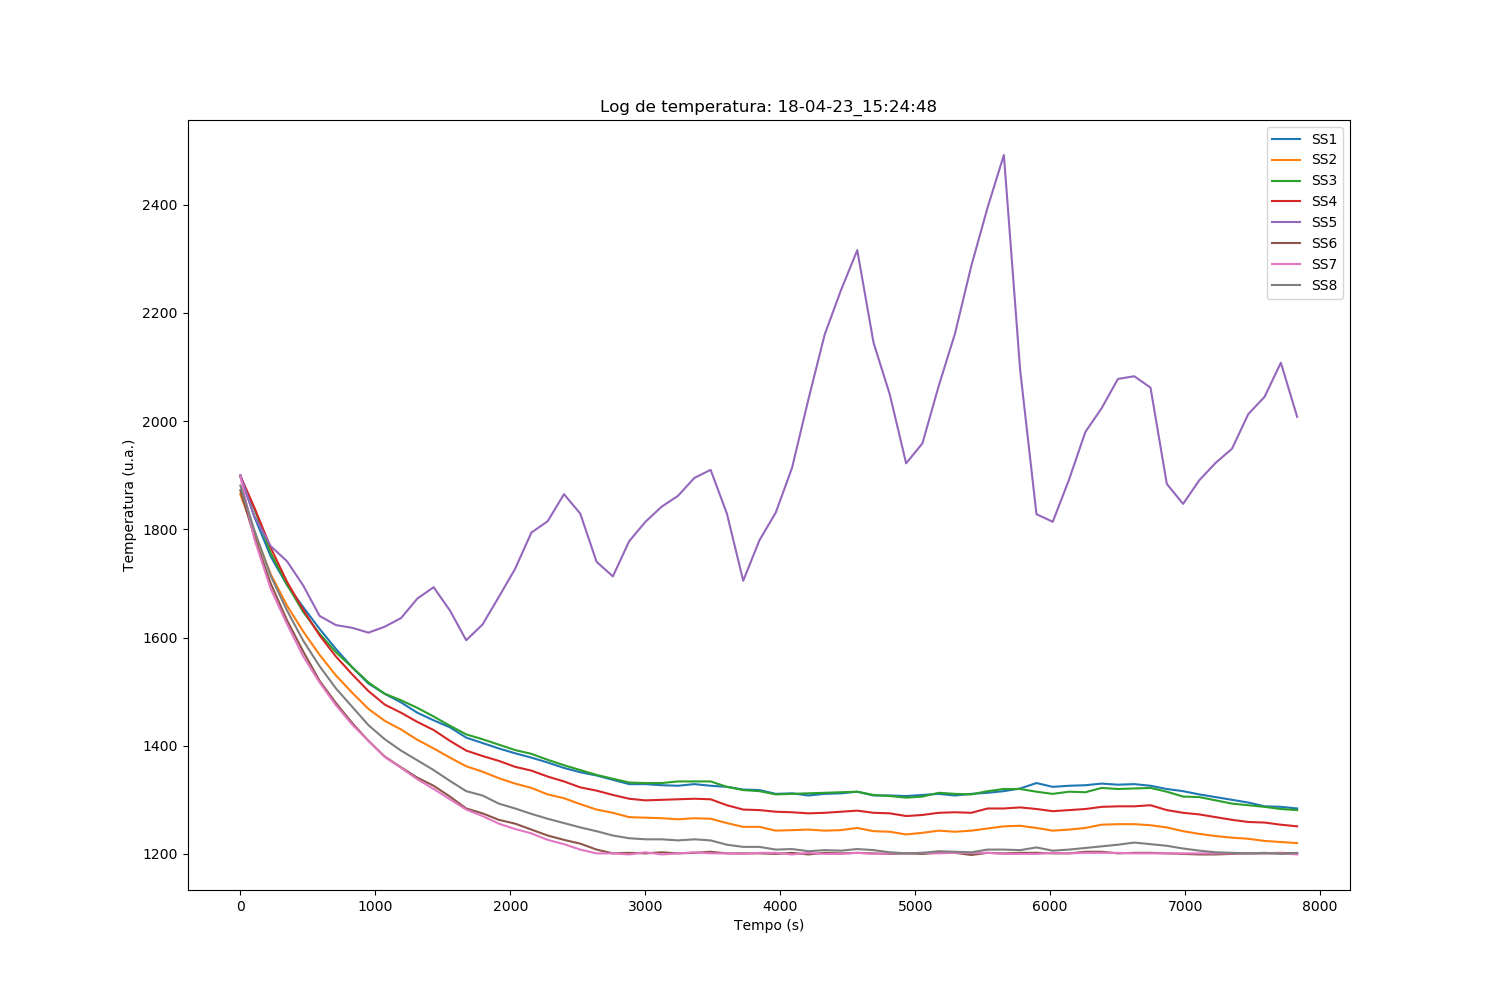 Log de temperatura: 18-04-23_15:24:48
SS1
SS2
SS3
SS4
SS5
SS6
SS7
SS8
2400
2200
2000
1800
1600
1400
1200
Temperatura (u.a.)
0 1000 2000 3000 4000 5000 6000 7000 8000
Tempo (s)